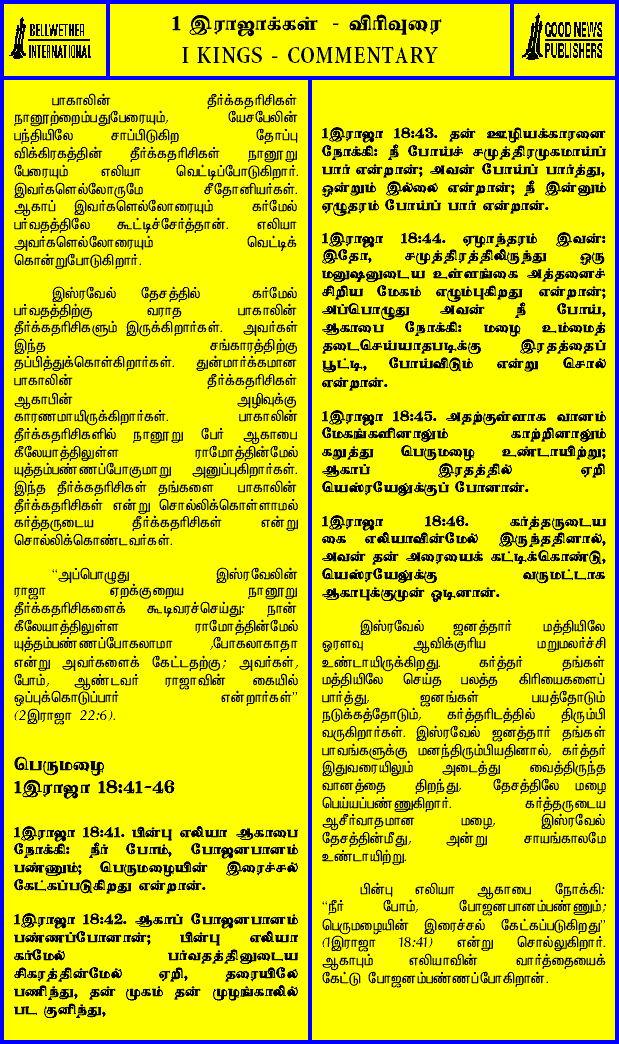 BELLWETHER
INTERNATIONAL
1 இராஜாக்கள் - விரிவுரை
I KINGS - COMMENTARY
GOOD NEWS
PUBLISHERS
பாகாலின் தீர்க்கதரிசிகள்
நானூற்றைம்பதுபேரையும், யேசபேலின்
பந்தியிலே சாப்பிடுகிற தோப்பு
விக்கிரகத்தின் தீர்க்கதரிசிகள் நானூறு
பேரையும் எலியா வெட்டிப்போடுகிறார்.
இவர்களெல்லோருமே சீதோனியர்கள்.
ஆகாப் இவர்களெல்லோரையும் கர்மேல்
பர்வதத்திலே கூட்டிச்சேர்த்தான். எலியா
அவர்களெல்லோரையும் வெட்டிக்
கொன்றுபோடுகிறார்.
இஸ்ரவேல் தேசத்தில் கர்மேல்
பர்வதத்திற்கு வராத பாகாலின்
தீர்க்கதரிசிகளும் இருக்கிறார்கள். அவர்கள்
இந்த சங்காரத்திற்கு
தப்பித்துக்கொள்கிறார்கள். துன்மார்க்கமான
பாகாலின் தீர்க்கதரிசிகள்
ஆகாபின் அழிவுக்கு
காரணமாயிருக்கிறார்கள். பாகாலின்
தீர்க்கதரிசிகளில் நானூறு பேர் ஆகாபை
கீலேயாத்திலுள்ள ராமோத்தின்மேல்
யுத்தம்பண்ணப்போகுமாறு அனுப்புகிறார்கள்.
இந்த தீர்க்கதரிசிகள் தங்களை பாகாலின்
தீர்க்கதரிசிகள் என்று சொல்லிக்கொள்ளாமல்
கர்த்தருடைய தீர்க்கதரிசிகள் என்று
சொல்லிக்கொண்டவர்கள்.
“அப்பொழுது இஸ்ரவேலின்
ராஜா ஏறக்குறைய நானூறு
தீர்க்கதரிசிகளைக் கூடிவரச்செய்து: நான்
கீலேயாத்திலுள்ள ராமோத்தின்மேல்
யுத்தம்பண்ணப்போகலாமா ,போகலாகாதா
என்று அவர்களைக் கேட்டதற்கு; அவர்கள்,
போம், ஆண்டவர் ராஜாவின் கையில்
ஒப்புக்கொடுப்பார் என்றார்கள்”
(2இராஜா 22:6).
பெருமழை
1இராஜா 18:41-46
1இராஜா 18:41. பின்பு எலியா ஆகாபை
நோக்கி: நீர் போம், போஜனபானம்
பண்ணும்; பெருமழையின் இரைச்சல்
கேட்கப்படுகிறது என்றான்.
1இராஜா 18:42. ஆகாப் போஜனபானம்
பண்ணப்போனான்; பின்பு எலியா
கர்மேல் பர்வதத்தினுடைய
சிகரத்தின்மேல் ஏறி, தரையிலே
பணிந்து, தன் முகம் தன் முழங்காலில்
பட குனிந்து,
1இராஜா 18:43. தன் ஊழியக்காரனை
நோக்கி: நீ போய்ச் சமுத்திரமுகமாய்ப்
பார் என்றான்; அவன் போய்ப் பார்த்து,
ஒன்றும் இல்லை என்றான்; நீ இன்னும்
ஏழுதரம் போய்ப் பார் என்றான்.
1இராஜா 18:44. ஏழாந்தரம் இவன்:
இதோ, சமுத்திரத்திலிருந்து ஒரு
மனுஷனுடைய உள்ளங்கை அத்தனைச்
சிறிய மேகம் எழும்புகிறது என்றான்;
அப்பொழுது அவன் நீ போய்,
ஆகாபை நோக்கி: மழை உம்மைத்
தடைசெய்யாதபடிக்கு இரதத்தைப்
பூட்டி, போய்விடும் என்று சொல்
என்றான்.
1இராஜா 18:45. அதற்குள்ளாக வானம்
மேகங்களினாலும் காற்றினாலும்
கறுத்து பெருமழை உண்டாயிற்று;
ஆகாப் இரதத்தில் ஏறி
யெஸ்ரயேலுக்குப் போனான்.
1இராஜா 18:46. கர்த்தருடைய
கை எலியாவின்மேல் இருந்ததினால்,
அவன் தன் அரையைக் கட்டிக்கொண்டு,
யெஸ்ரயேலுக்கு வருமட்டாக
ஆகாபுக்குமுன் ஓடினான்.
இஸ்ரவேல் ஜனத்தார் மத்தியிலே
ஓரளவு ஆவிக்குரிய மறுமலர்ச்சி
உண்டாயிருக்கிறது. கர்த்தர் தங்கள்
மத்தியிலே செய்த பலத்த கிரியைகளைப்
பார்த்து, ஜனங்கள் பயத்தோடும்
நடுக்கத்தோடும், கர்த்தரிடத்தில் திரும்பி
வருகிறார்கள். இஸ்ரவேல் ஜனத்தார் தங்கள்
பாவங்களுக்கு மனந்திரும்பியதினால், கர்த்தர்
இதுவரையிலும் அடைத்து வைத்திருந்த
வானத்தை திறந்து, தேசத்திலே மழை
பெய்யப்பண்ணுகிறார். கர்த்தருடைய
ஆசீர்வாதமான மழை, இஸ்ரவேல்
தேசத்தின்மீது, அன்று சாயங்காலமே
உண்டாயிற்று.
பின்பு எலியா ஆகாபை நோக்கி:
“நீர் போம், போஜனபானம்பண்ணும்;
பெருமழையின் இரைச்சல் கேட்கப்படுகிறது”
(1இராஜா 18:41) என்று சொல்லுகிறார்.
ஆகாபும் எலியாவின் வார்த்தையைக்
கேட்டு போஜனம்பண்ணப்போகிறான்.